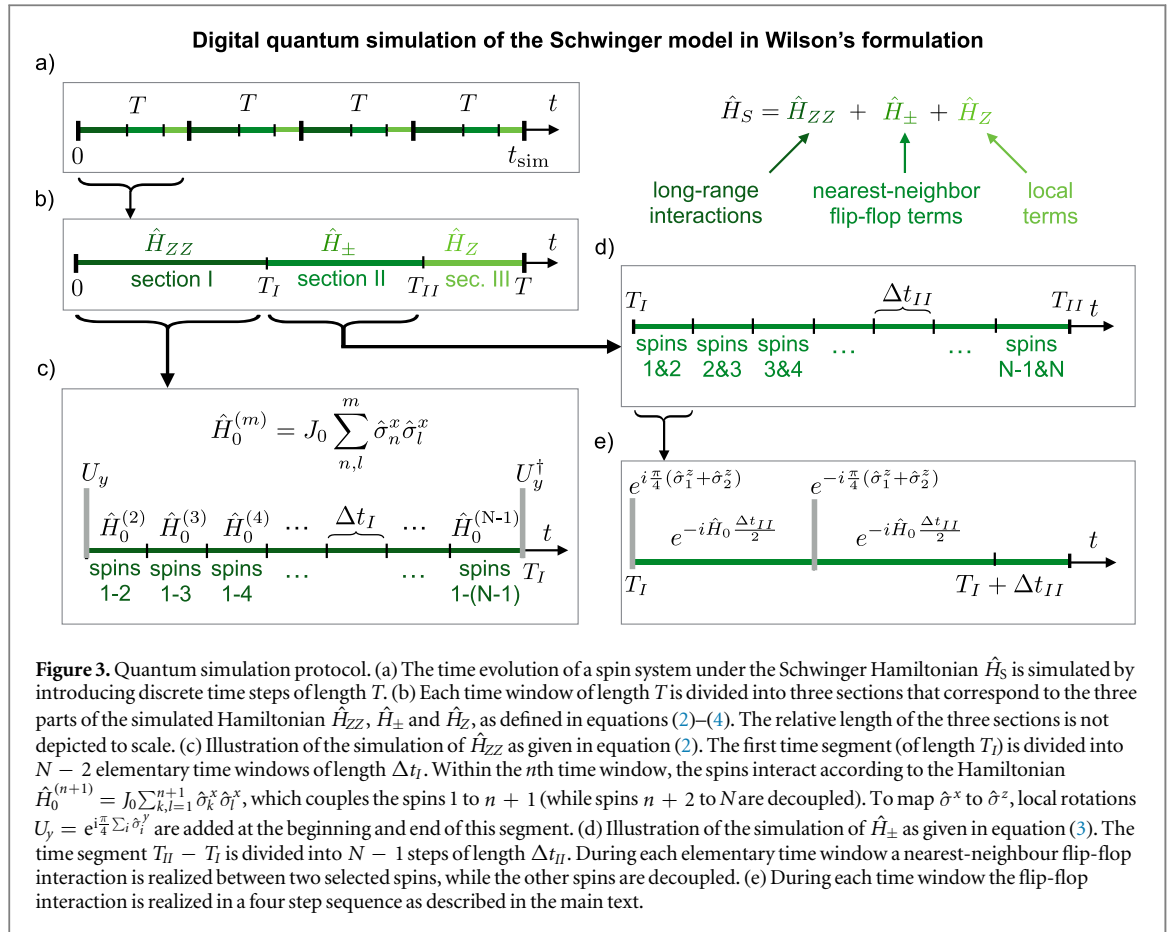 Digital quantum simulation of the Schwinger model in Wilson's formulation
a)
T T T T t
0 t_sim
Ĥ_S = Ĥ_ZZ + Ĥ_± + Ĥ_Z
long-range
interactions
nearest-neighbor
flip-flop terms
local
terms
b)
Ĥ_ZZ Ĥ_± Ĥ_Z t
section I section II sec. III
0 T_I T_II T
c)
Ĥ_0^(m) = J_0 ∑_{n,l}^{m} σ̂_n^x σ̂_l^x
U_y U_y^†
Ĥ_0^(2) Ĥ_0^(3) Ĥ_0^(4) ... Δt_I ... Ĥ_0^(N-1) t
spins spins spins ... ... spins T_I
1-2 1-3 1-4 1-(N-1)
d)
T_I Δt_II T_II t
spins spins spins ... ... spins
1&2 2&3 3&4 N-1&N
e)
e^{i π/4 (σ̂_1^z + σ̂_2^z)} e^{-i π/4 (σ̂_1^z + σ̂_2^z)}
e^{-iĤ_0 Δt_II/2} e^{-iĤ_0 Δt_II/2} t
T_I T_I + Δt_II
Figure 3. Quantum simulation protocol. (a) The time evolution of a spin system under the Schwinger Hamiltonian Ĥ_S is simulated by
introducing discrete time steps of length T. (b) Each time window of length T is divided into three sections that correspond to the three
parts of the simulated Hamiltonian Ĥ_ZZ, Ĥ_± and Ĥ_Z, as defined in equations (2)–(4). The relative length of the three sections is not
depicted to scale. (c) Illustration of the simulation of Ĥ_ZZ as given in equation (2). The first time segment (of length T_I) is divided into
N − 2 elementary time windows of length Δt_I. Within the nth time window, the spins interact according to the Hamiltonian
Ĥ_0^(n+1) = J_0 ∑_{k,l=1}^{n+1} σ̂_k^x σ̂_l^x, which couples the spins 1 to n + 1 (while spins n + 2 to N are decoupled). To map σ̂^x to σ̂^z, local rotations
U_y = e^{i π/4 ∑_i σ̂_i^y} are added at the beginning and end of this segment. (d) Illustration of the simulation of Ĥ_± as given in equation (3). The
time segment T_II − T_I is divided into N − 1 steps of length Δt_II. During each elementary time window a nearest-neighbour flip-flop
interaction is realized between two selected spins, while the other spins are decoupled. (e) During each time window the flip-flop
interaction is realized in a four step sequence as described in the main text.